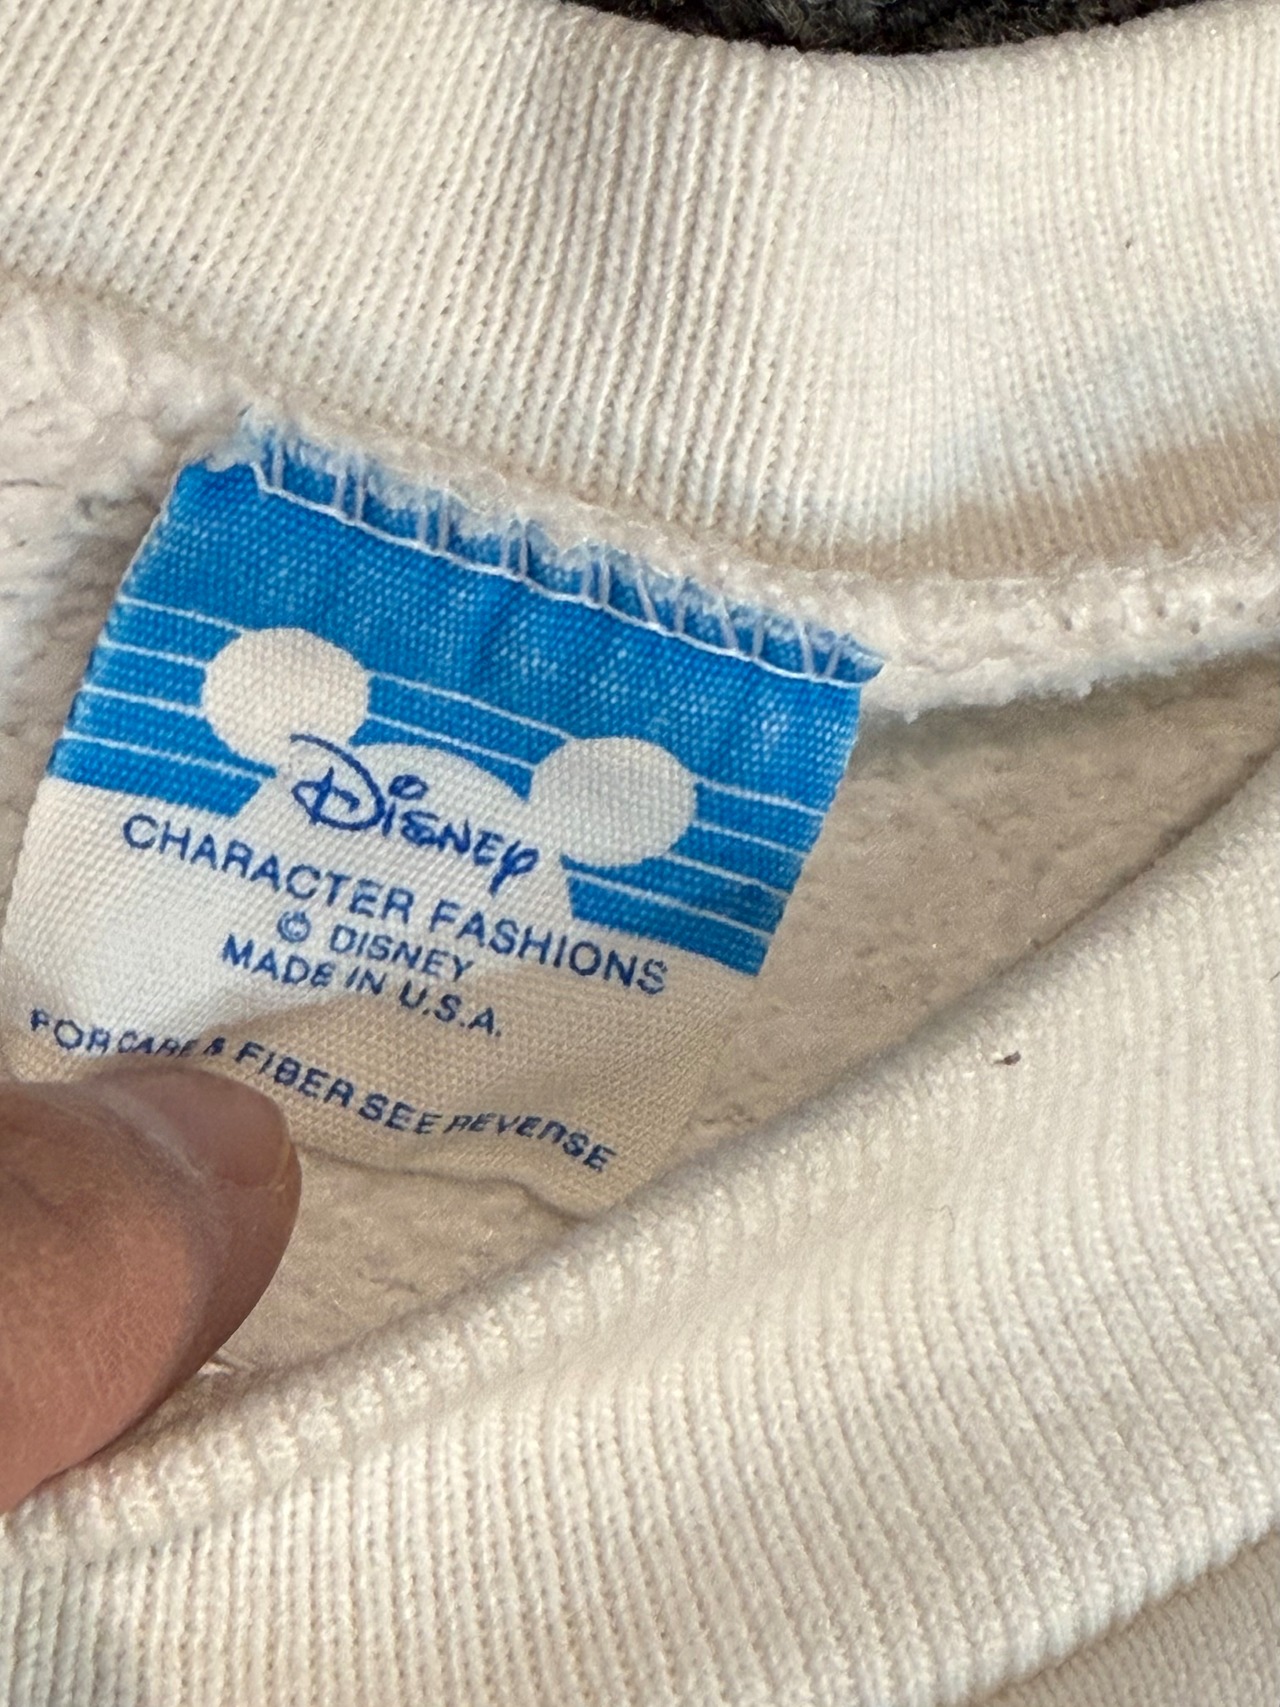 Disney
CHARACTER FASHIONS
© DISNEY
MADE IN U.S.A.
FOR CARE & FIBER SEE REVERSE